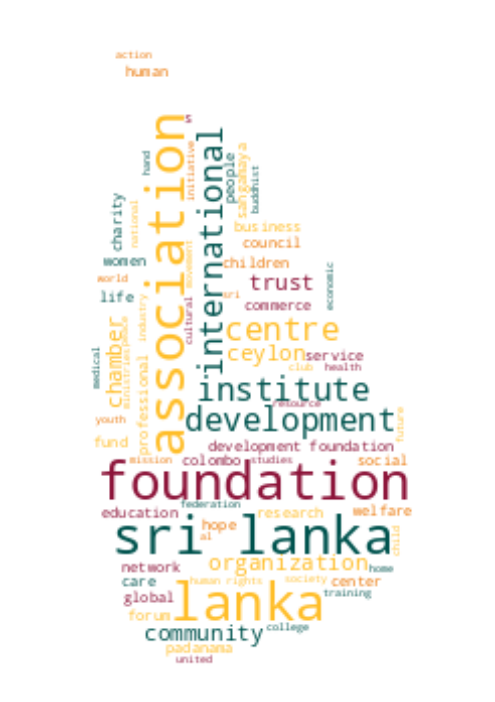 action
human
s
association
international
hand
initiative
people
sangamaya
buddhist
charity
national
business
council
women
movement
children
economic
world
trust
life
sri
commerce
cultural
industry
chamber
centre
ceylon
service
medical
ministries
peace
professional
club
health
institute
resource
youth
development
future
fund
development foundation
mission
colombo
studies
social
foundation
federation
education
research
welfare
hope
al
sri lanka
child
organization
network
home
care
human rights
society
center
training
global
lanka
forum
community
college
padanama
united